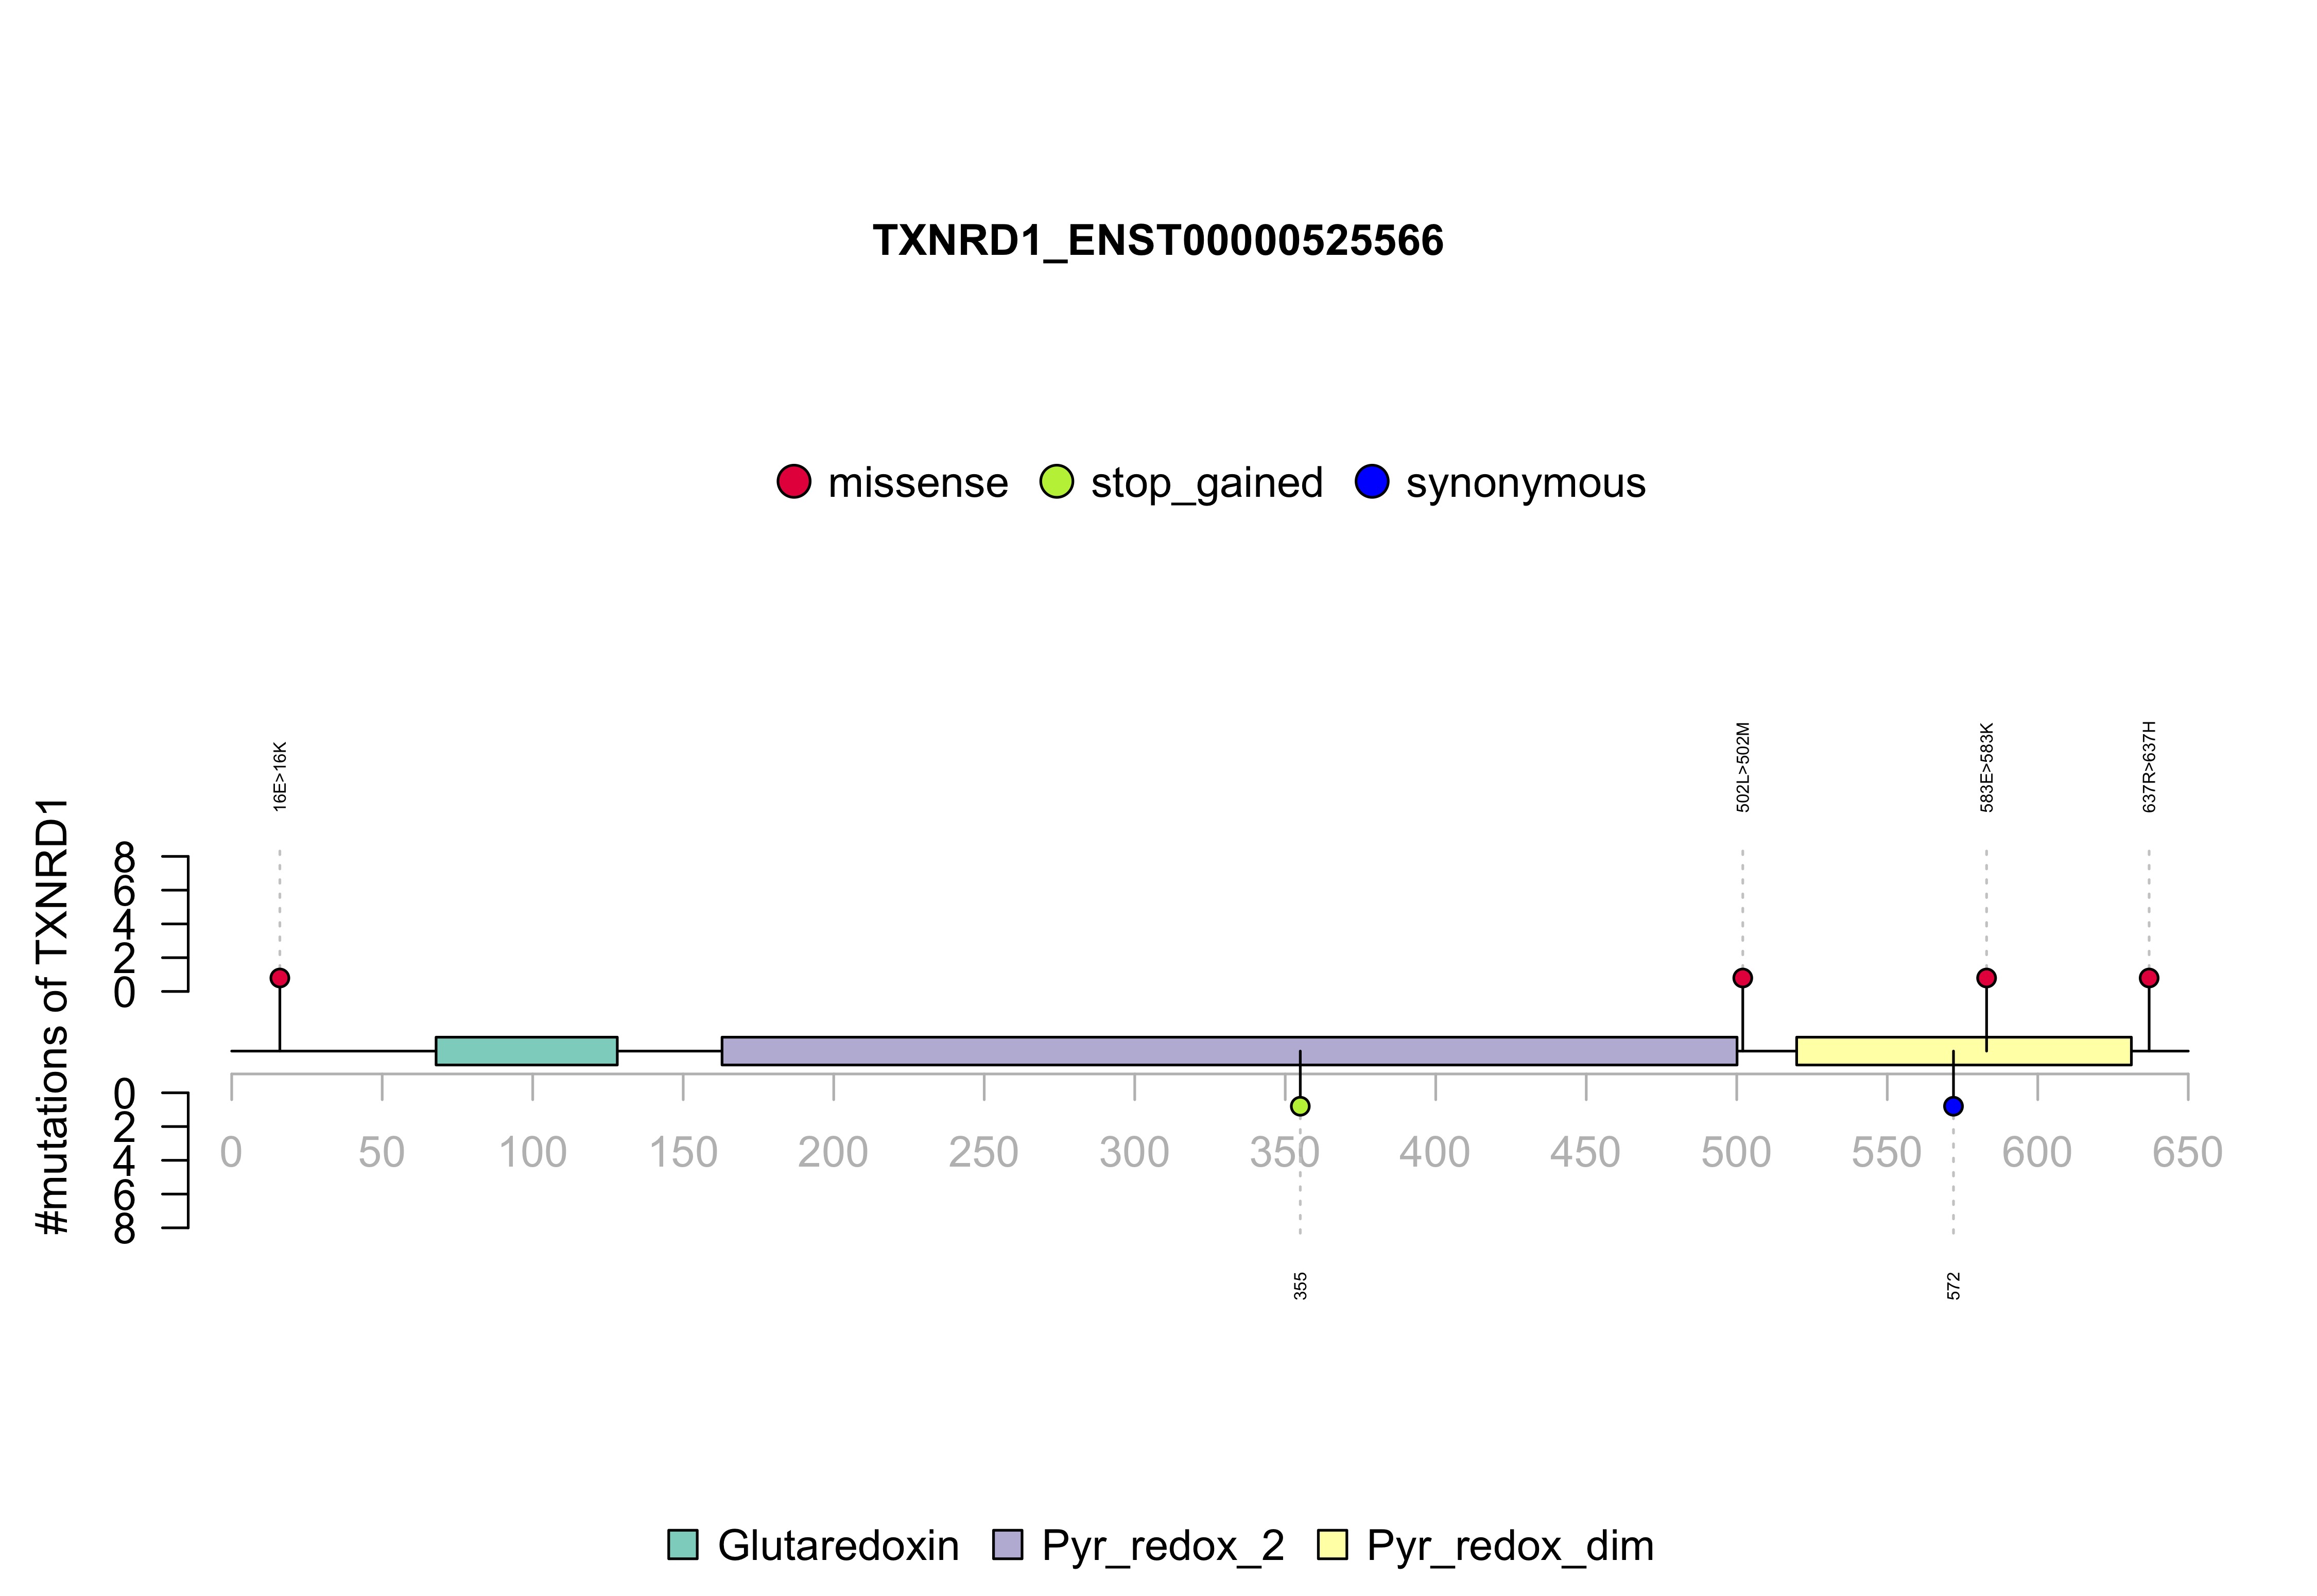 TXNRD1_ENST00000525566
missense stop_gained synonymous
16E>16K 502L>502M 583E>583K 637R>637H
#mutations of TXNRD1
8
6
4
2
0
0
2
4
6
8
0 50 100 150 200 250 300 350 400 450 500 550 600 650
355 572
Glutaredoxin Pyr_redox_2 Pyr_redox_dim